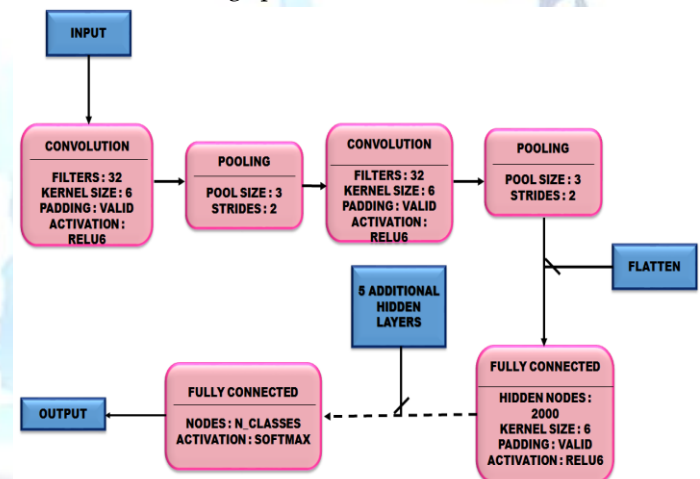 INPUT
CONVOLUTION
FILTERS : 32
KERNEL SIZE : 6
PADDING : VALID
ACTIVATION :
RELU6
POOLING
POOL SIZE : 3
STRIDES : 2
CONVOLUTION
FILTERS : 32
KERNEL SIZE : 6
PADDING : VALID
ACTIVATION :
RELU6
POOLING
POOL SIZE : 3
STRIDES : 2
FLATTEN
5 ADDITIONAL
HIDDEN
LAYERS
FULLY CONNECTED
HIDDEN NODES :
2000
KERNEL SIZE : 6
PADDING : VALID
ACTIVATION : RELU6
FULLY CONNECTED
NODES : N_CLASSES
ACTIVATION : SOFTMAX
OUTPUT